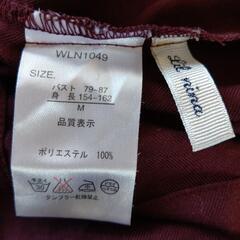 WLN1049
SIZE.
バスト 79-87
身長 154-162
M
品質表示
ポリエステル 100%
タンブラー乾燥禁止
Lil nina